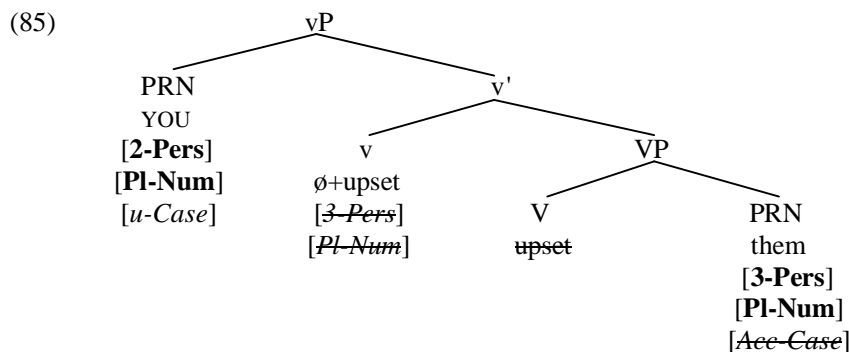 (85) vP
PRN v'
YOU
[2-Pers] v VP
[Pl-Num] ø+upset
[u-Case] [3-Pers] V PRN
[Pl-Num] upset them
[3-Pers]
[Pl-Num]
[Acc-Case]